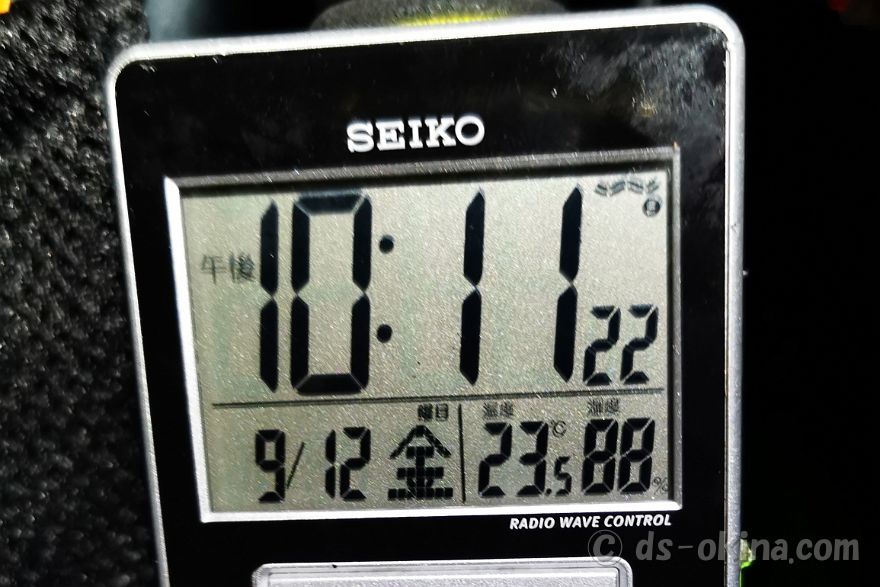 SEIKO
午後 10:11 22
曜日 温度 湿度
9/12 金 23.5 ℃ 88 %
RADIO WAVE CONTROL
© ds-okina.com